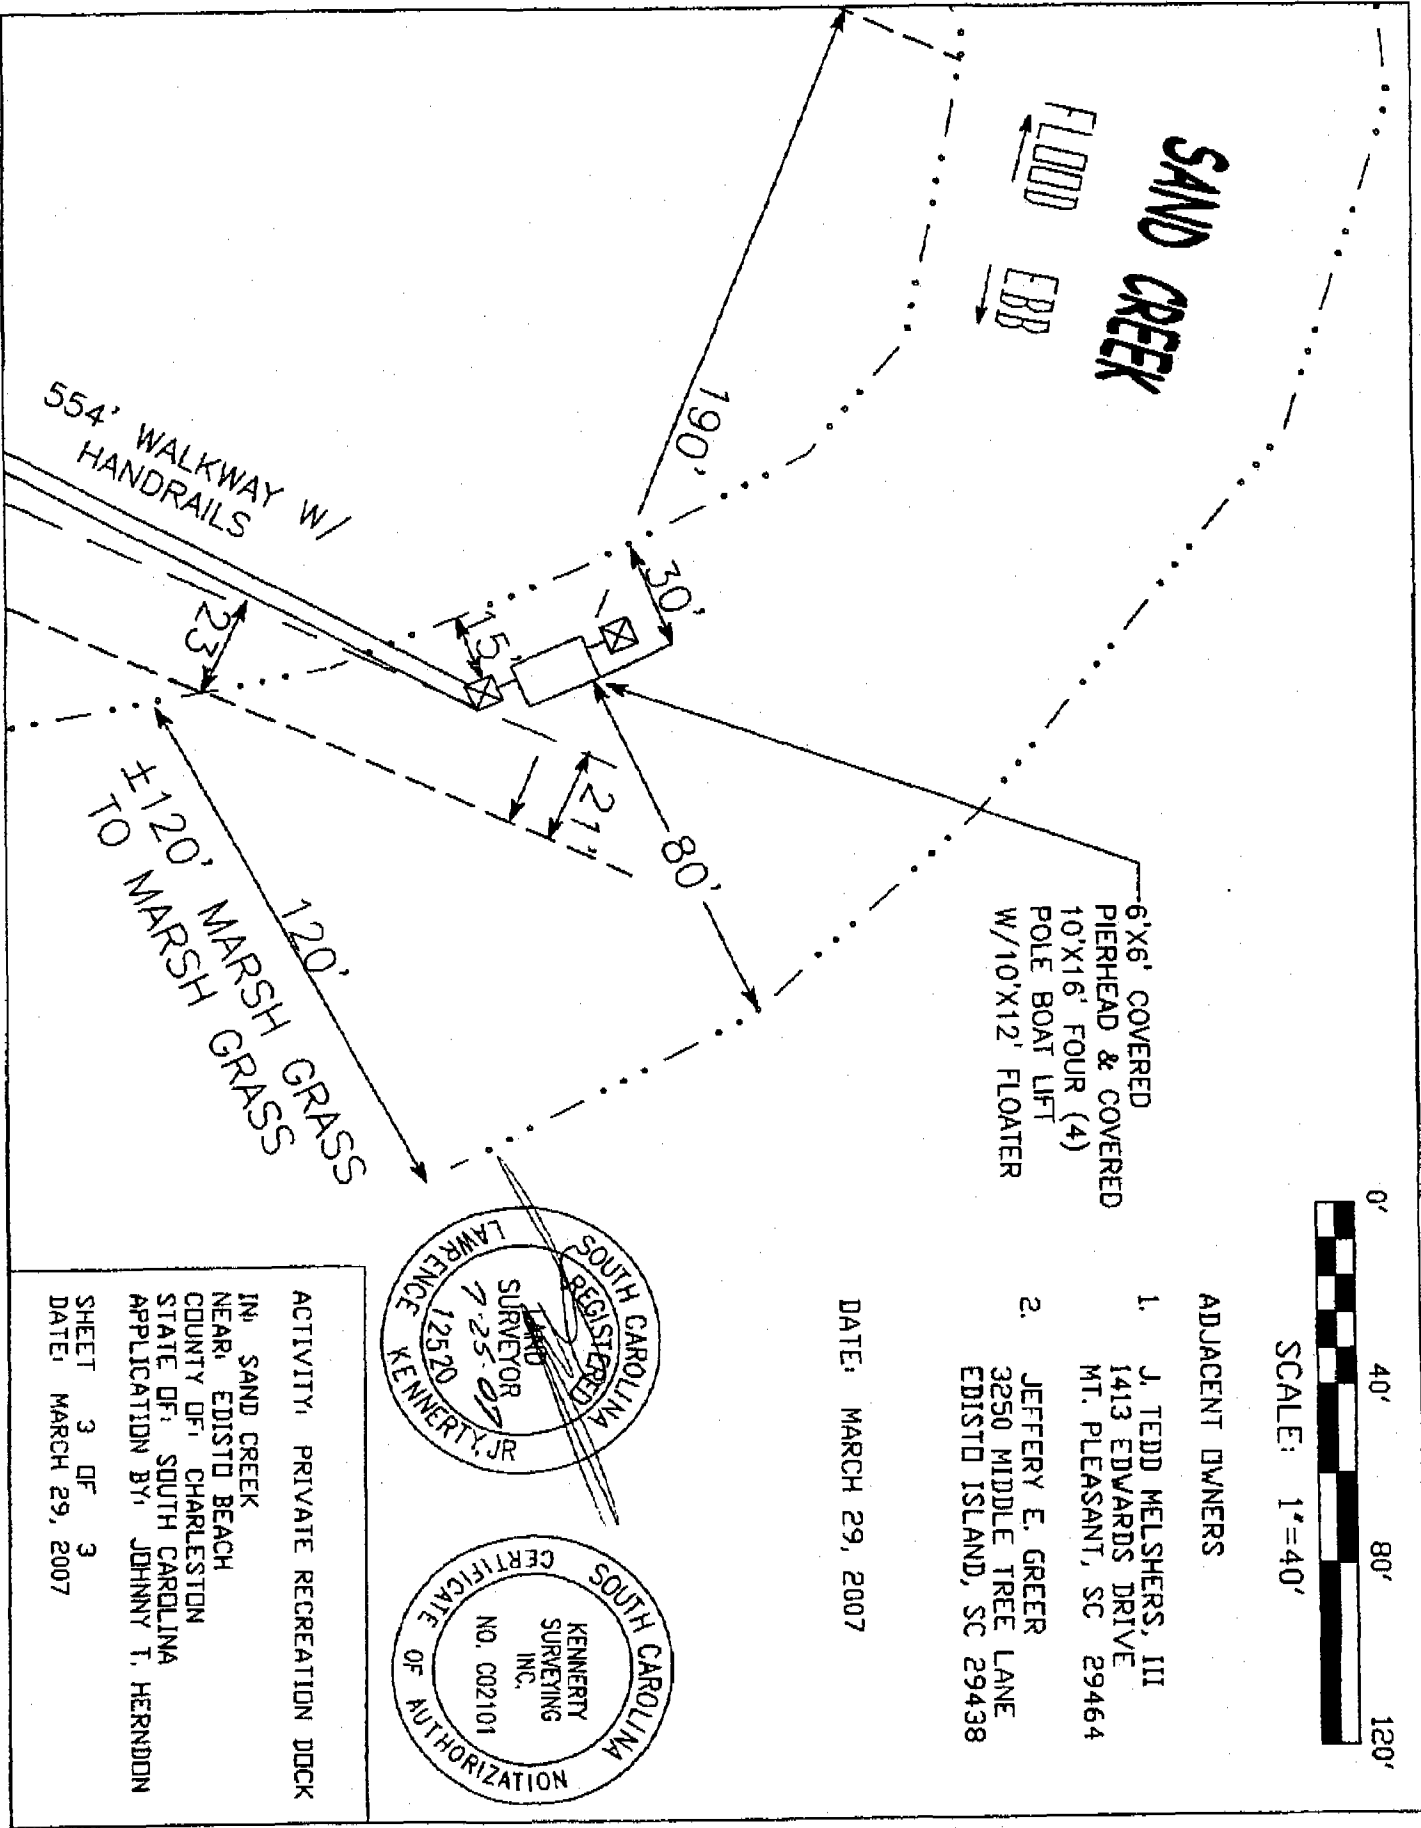 SAND CREEK
FLOOD
EBB
190'
554' WALKWAY W/
HANDRAILS
30'
15'
23'
21'
80'
120'
±120' MARSH GRASS
TO MARSH GRASS
6'X6' COVERED
PIERHEAD & COVERED
10'X16' FOUR (4)
POLE BOAT LIFT
W/10'X12' FLOATER
0' 40' 80' 120'
SCALE: 1"=40'
ADJACENT OWNERS
1. J. TEDD MELSHERS, III
1413 EDWARDS DRIVE
MT. PLEASANT, SC 29464
2. JEFFERY E. GREER
3250 MIDDLE TREE LANE
EDISTO ISLAND, SC 29438
DATE: MARCH 29, 2007
SOUTH CAROLINA
REGISTERED
LAND
SURVEYOR
7-25-07
12520
LAWRENCE KENNERTY, JR
SOUTH CAROLINA
KENNERTY
SURVEYING
INC.
NO. C02101
CERTIFICATE OF AUTHORIZATION
ACTIVITY: PRIVATE RECREATION DOCK
IN: SAND CREEK
NEAR: EDISTO BEACH
COUNTY OF: CHARLESTON
STATE OF: SOUTH CAROLINA
APPLICATION BY: JOHNNY T. HERNDON
SHEET 3 OF 3
DATE: MARCH 29, 2007